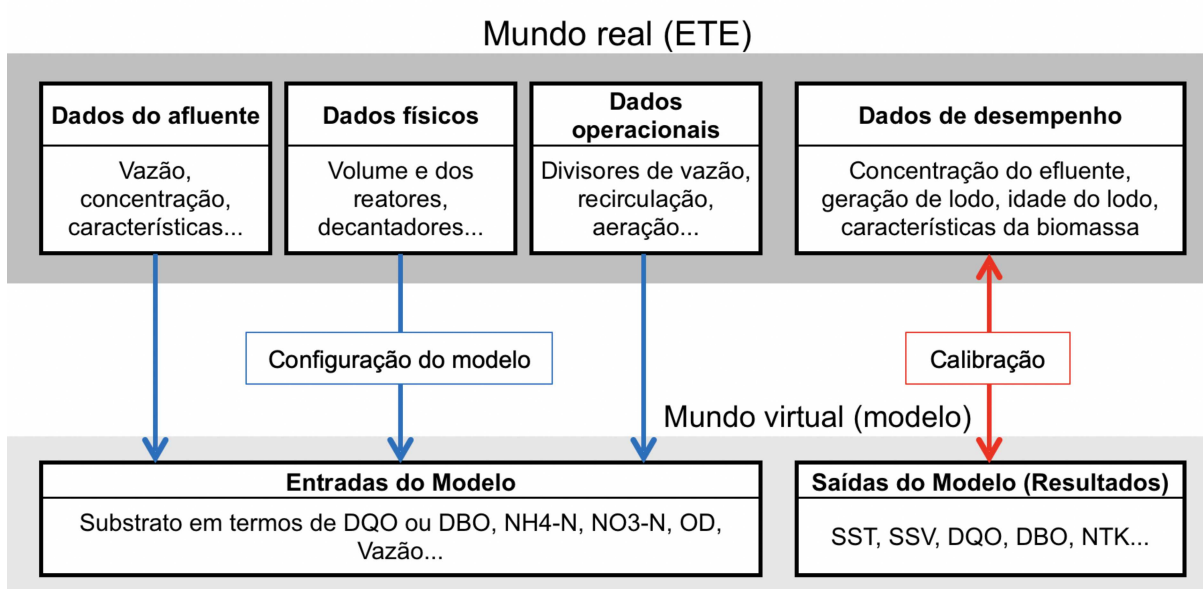 Mundo real (ETE)
Dados do afluente
Vazão,
concentração,
características...
Dados físicos
Volume e dos
reatores,
decantadores...
Dados
operacionais
Divisores de vazão,
recirculação,
aeração...
Dados de desempenho
Concentração do efluente,
geração de lodo, idade do lodo,
características da biomassa
Configuração do modelo
Calibração
Mundo virtual (modelo)
Entradas do Modelo
Substrato em termos de DQO ou DBO, NH4-N, NO3-N, OD,
Vazão...
Saídas do Modelo (Resultados)
SST, SSV, DQO, DBO, NTK...